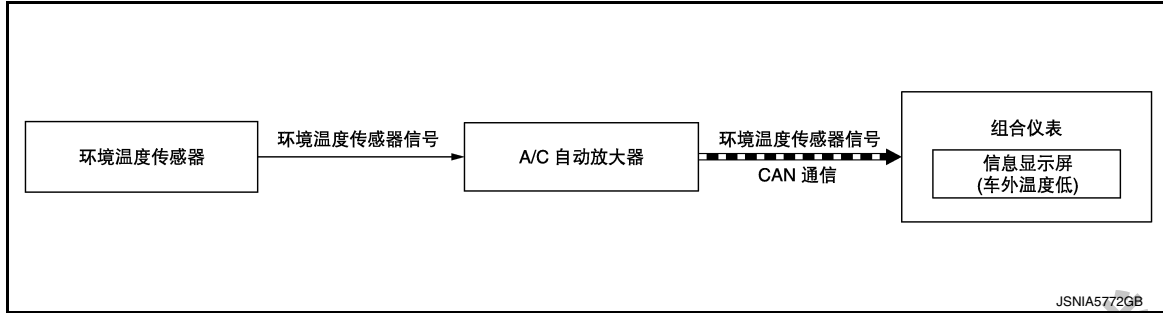 环境温度传感器
环境温度传感器信号
A/C 自动放大器
环境温度传感器信号
CAN 通信
组合仪表
信息显示屏
(车外温度低)
JSNIA5772GB